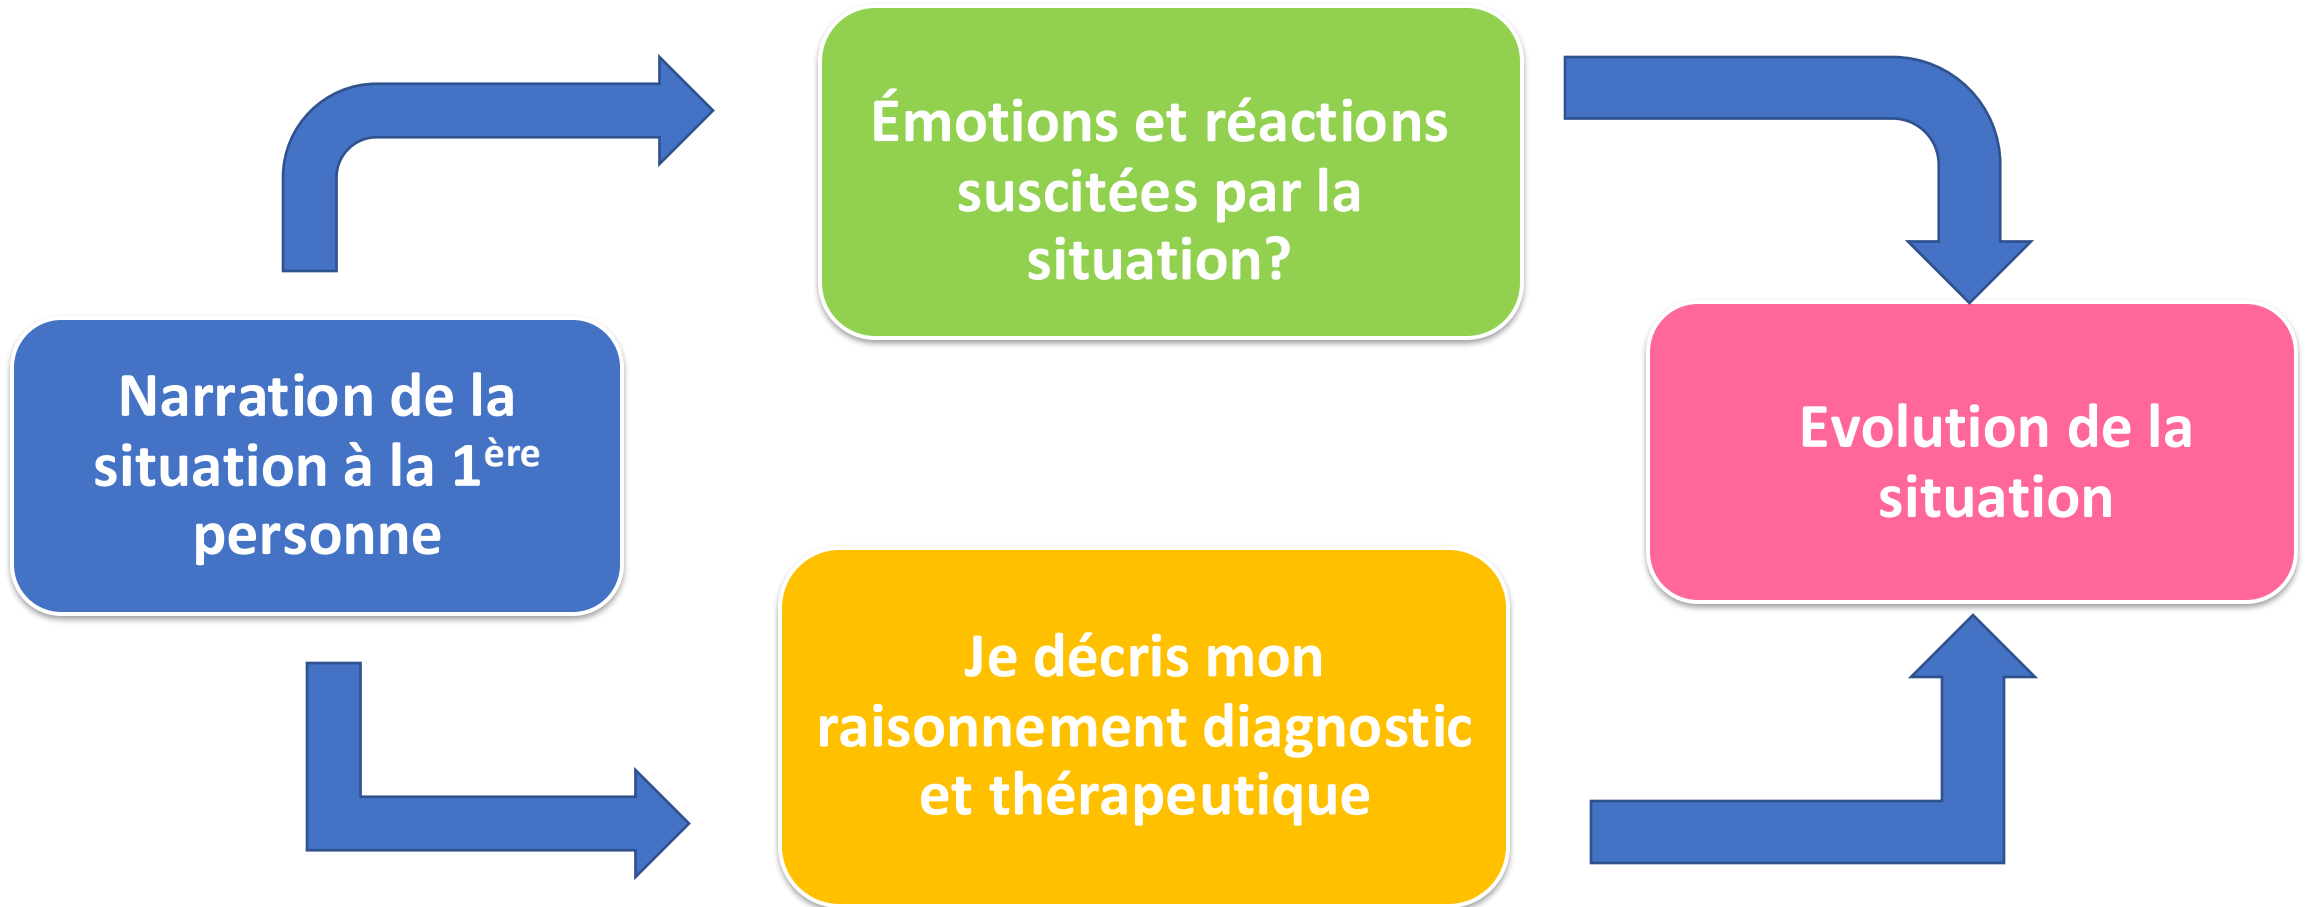 Narration de la
situation à la 1ère
personne
Émotions et réactions
suscitées par la
situation?
Je décris mon
raisonnement diagnostic
et thérapeutique
Evolution de la
situation